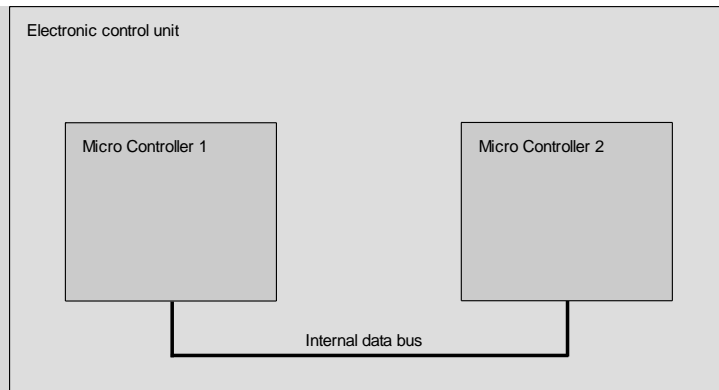 Electronic control unit
Micro Controller 1
Micro Controller 2
Internal data bus